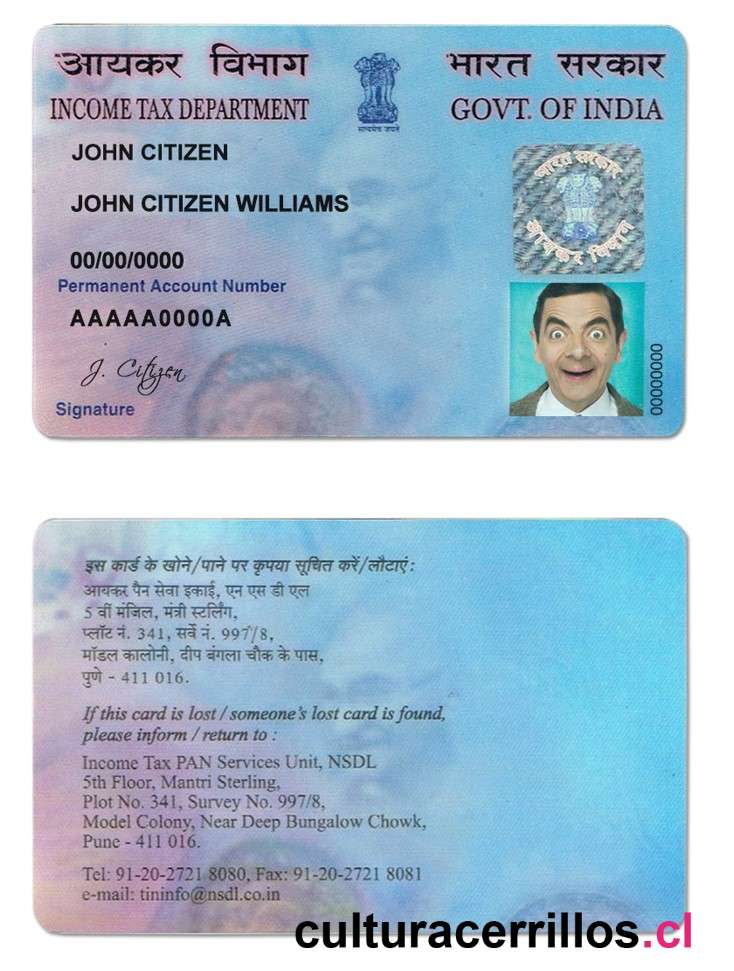 आयकर विभाग
INCOME TAX DEPARTMENT
सत्यमेव जयते
भारत सरकार
GOVT. OF INDIA
JOHN CITIZEN
JOHN CITIZEN WILLIAMS
00/00/0000
Permanent Account Number
AAAAA0000A
J. Citizen
Signature
भारत सरकार
आयकर विभाग
00000000
इस कार्ड के खोने/पाने पर कृपया सूचित करें/लौटाएं:
आयकर पैन सेवा इकाई, एन एस डी एल
5 वीं मंजिल, मंत्री स्टर्लिंग,
प्लॉट नं. 341, सर्वे नं. 997/8,
मॉडल कालोनी, दीप बंगला चौक के पास,
पुणे - 411 016.
If this card is lost / someone's lost card is found,
please inform / return to :
Income Tax PAN Services Unit, NSDL
5th Floor, Mantri Sterling,
Plot No. 341, Survey No. 997/8,
Model Colony, Near Deep Bungalow Chowk,
Pune - 411 016.
Tel: 91-20-2721 8080, Fax: 91-20-2721 8081
e-mail: tininfo@nsdl.co.in
culturacerrillos.cl